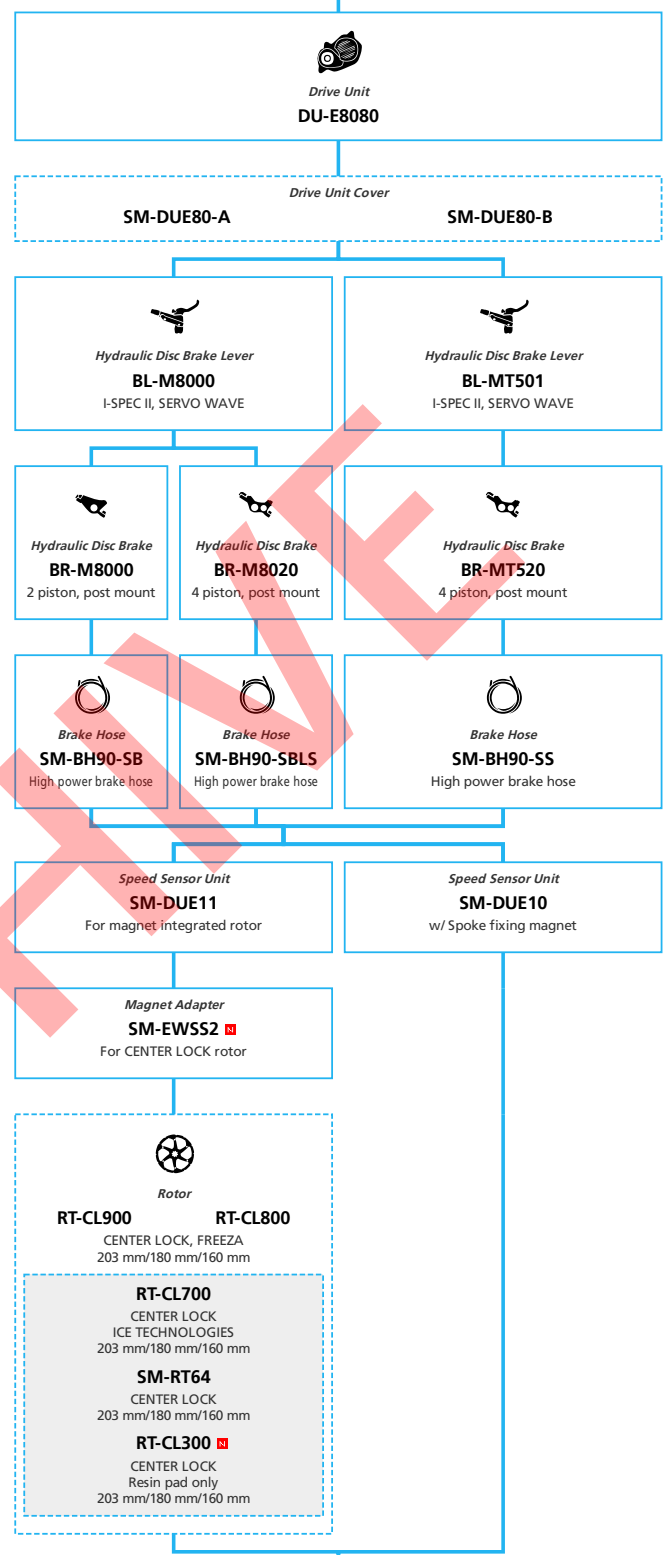 Drive Unit
DU-E8080
Drive Unit Cover
SM-DUE80-A
SM-DUE80-B
Hydraulic Disc Brake Lever
BL-M8000
I-SPEC II, SERVO WAVE
Hydraulic Disc Brake Lever
BL-MT501
I-SPEC II, SERVO WAVE
Hydraulic Disc Brake
BR-M8000
2 piston, post mount
Hydraulic Disc Brake
BR-M8020
4 piston, post mount
Hydraulic Disc Brake
BR-MT520
4 piston, post mount
Brake Hose
SM-BH90-SB
High power brake hose
Brake Hose
SM-BH90-SBLS
High power brake hose
Brake Hose
SM-BH90-SS
High power brake hose
Speed Sensor Unit
SM-DUE11
For magnet integrated rotor
Speed Sensor Unit
SM-DUE10
w/ Spoke fixing magnet
Magnet Adapter
SM-EWSS2 N
For CENTER LOCK rotor
Rotor
RT-CL900
RT-CL800
CENTER LOCK, FREEZA
203 mm/180 mm/160 mm
RT-CL700
CENTER LOCK
ICE TECHNOLOGIES
203 mm/180 mm/160 mm
SM-RT64
CENTER LOCK
203 mm/180 mm/160 mm
RT-CL300 N
CENTER LOCK
Resin pad only
203 mm/180 mm/160 mm
HIVE